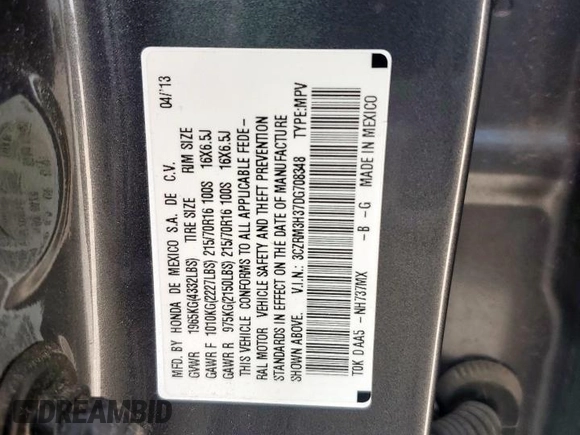 MFD. BY HONDA DE MEXICO S.A. DE C.V. 04/'13
GVWR 1965KG(4332LBS) TIRE SIZE RIM SIZE
GAWR F 1010KG(2227LBS) 215/70R16 100S 16X6.5J
GAWR R 975KG(2150LBS) 215/70R16 100S 16X6.5J
THIS VEHICLE CONFORMS TO ALL APPLICABLE FEDE-
RAL MOTOR VEHICLE SAFETY AND THEFT PREVENTION
STANDARDS IN EFFECT ON THE DATE OF MANUFACTURE
SHOWN ABOVE. V.I.N.: 3CZRM3H37DG708348 TYPE:MPV
T0K D AA5 -NH737MX -B -G MADE IN MEXICO
DREAMBID